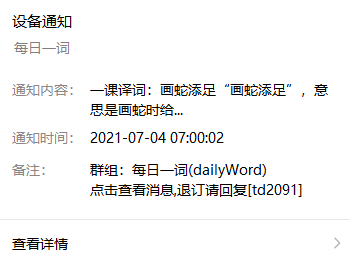 设备通知
每日一词
通知内容： 一课译词：画蛇添足“画蛇添足”，意
思是画蛇时给...
通知时间： 2021-07-04 07:00:02
备注： 群组：每日一词(dailyWord)
点击查看消息,退订请回复[td2091]
查看详情